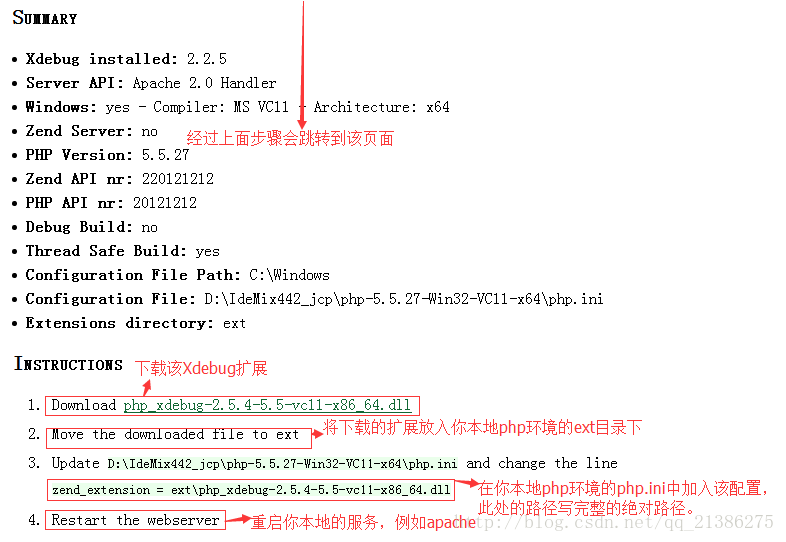 SUMMARY
• Xdebug installed: 2.2.5
• Server API: Apache 2.0 Handler
• Windows: yes - Compiler: MS VC11 - Architecture: x64
• Zend Server: no
经过上面步骤会跳转到该页面
• PHP Version: 5.5.27
• Zend API nr: 220121212
• PHP API nr: 20121212
• Debug Build: no
• Thread Safe Build: yes
• Configuration File Path: C:\Windows
• Configuration File: D:\IdeMix442_jcp\php-5.5.27-Win32-VC11-x64\php.ini
• Extensions directory: ext
INSTRUCTIONS
下载该Xdebug扩展
1. Download php_xdebug-2.5.4-5.5-vc11-x86_64.dll
2. Move the downloaded file to ext
将下载的扩展放入你本地php环境的ext目录下
3. Update D:\IdeMix442_jcp\php-5.5.27-Win32-VC11-x64\php.ini and change the line
zend_extension = ext\php_xdebug-2.5.4-5.5-vc11-x86_64.dll
在你本地php环境的php.ini中加入该配置，
此处的路径写完整的绝对路径。
4. Restart the webserver
重启你本地的服务，例如apache
http://blog.csdn.net/qq_21386275